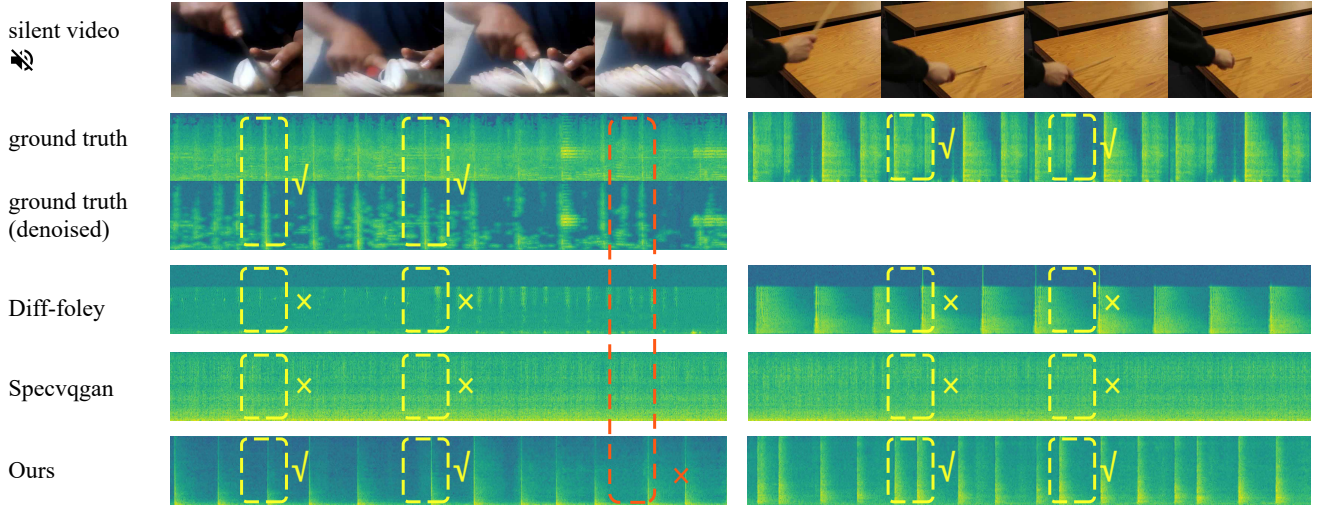 silent video
ground truth
√ √ √ √
ground truth
(denoised)
Diff-foley
× × × ×
Specvqgan
× × × ×
Ours
√ √ × √ √